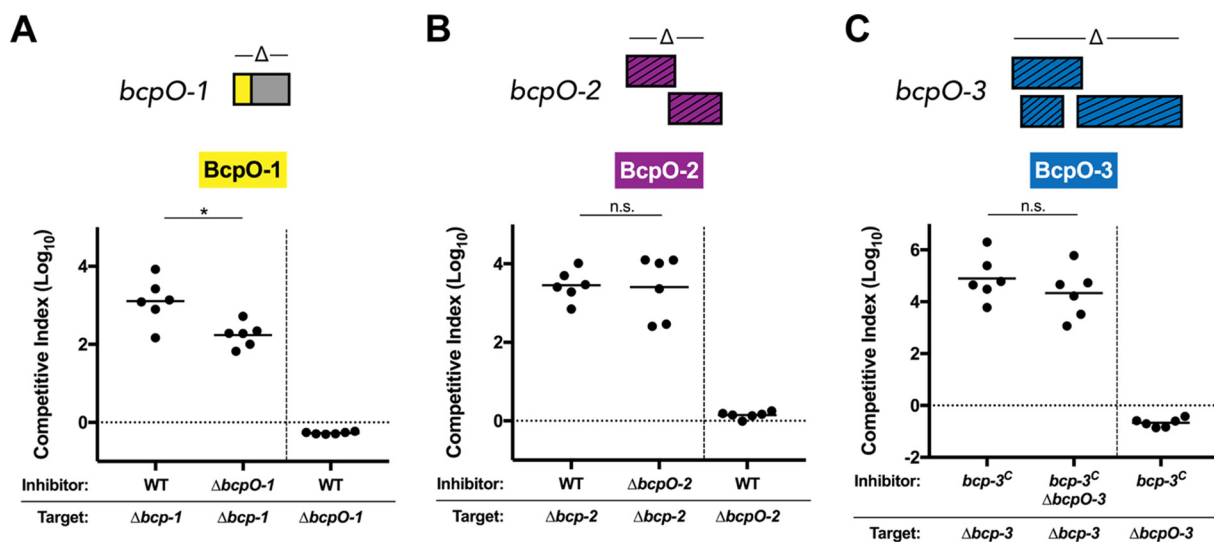 A
Δ
bcpO-1
BcpO-1
*
Competitive Index (Log10)
4
2
0
Inhibitor: WT ΔbcpO-1 WT
Target: Δbcp-1 Δbcp-1 ΔbcpO-1
B
Δ
bcpO-2
BcpO-2
n.s.
Competitive Index (Log10)
4
2
0
Inhibitor: WT ΔbcpO-2 WT
Target: Δbcp-2 Δbcp-2 ΔbcpO-2
C
Δ
bcpO-3
BcpO-3
n.s.
Competitive Index (Log10)
6
4
2
0
-2
Inhibitor: bcp-3C bcp-3C bcp-3C
ΔbcpO-3
Target: Δbcp-3 Δbcp-3 ΔbcpO-3